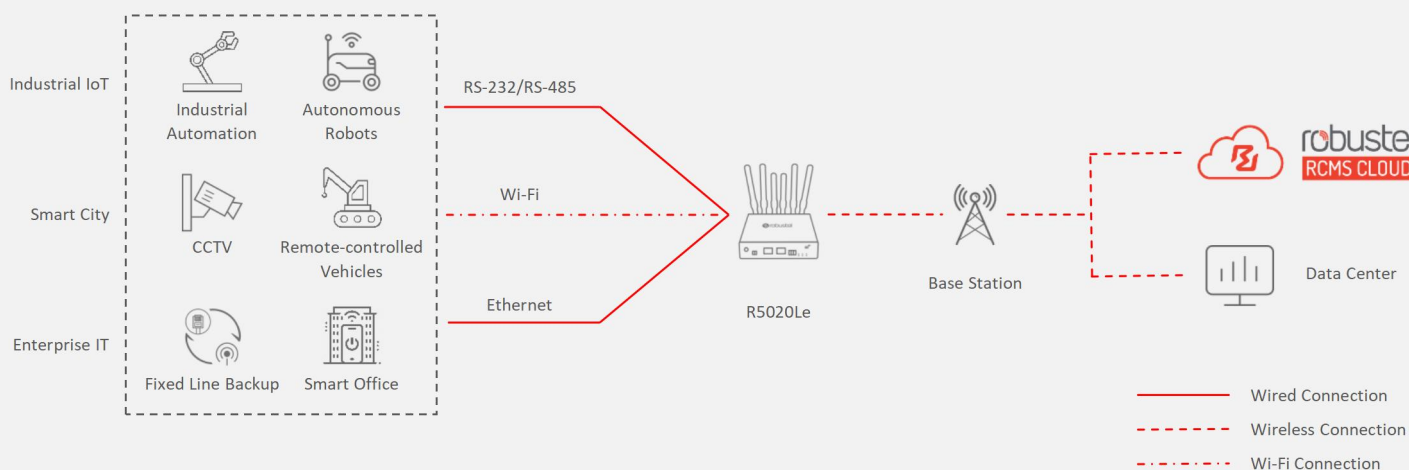 Industrial IoT
Industrial
Automation
Autonomous
Robots
Smart City
CCTV
Remote-controlled
Vehicles
Enterprise IT
Fixed Line Backup
Smart Office
RS-232/RS-485
Wi-Fi
Ethernet
robustel
R5020Le
Base Station
robuste
RCMS CLOUD
Data Center
Wired Connection
Wireless Connection
Wi-Fi Connection